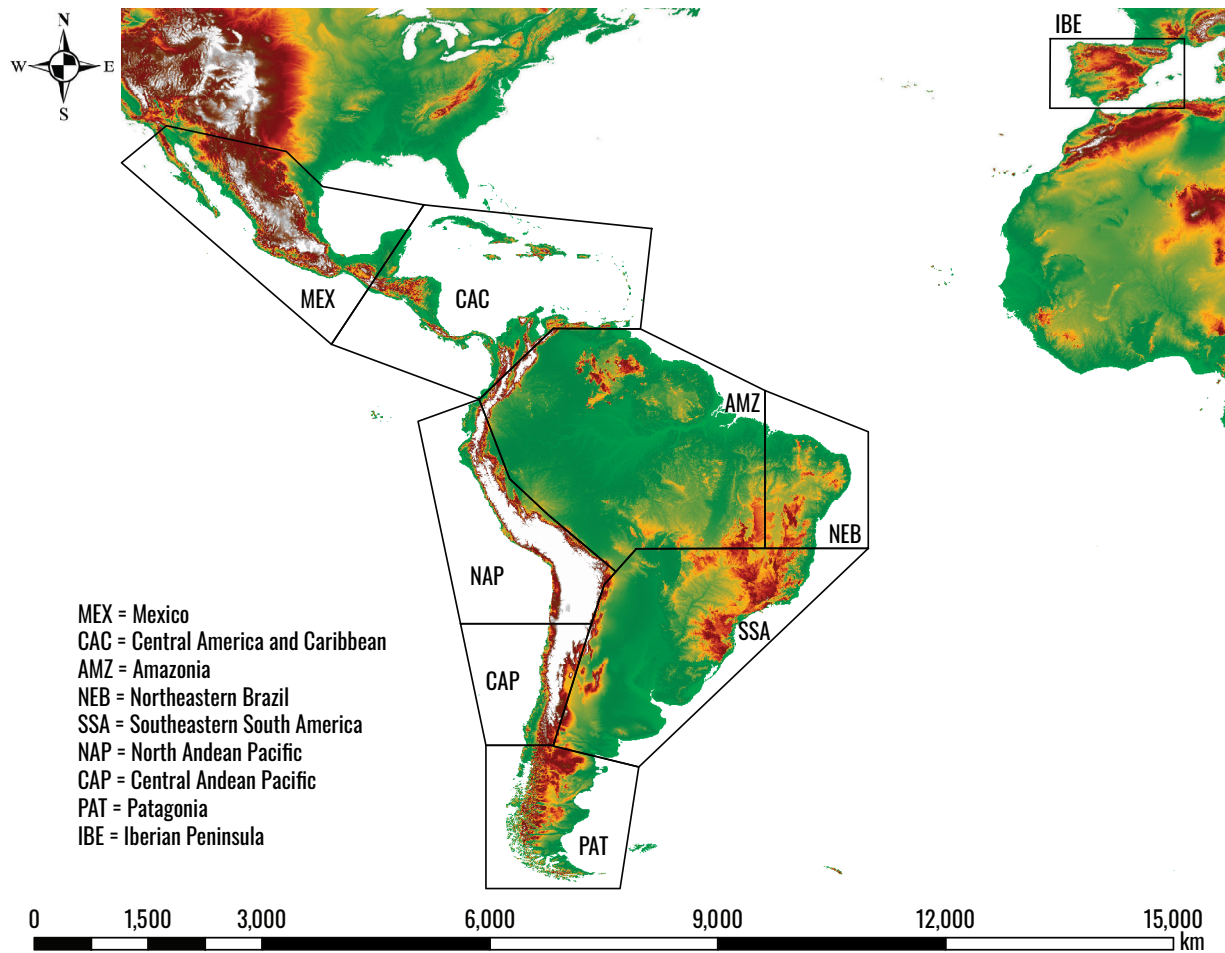 N
W E
S
IBE
MEX
CAC
AMZ
NEB
NAP
SSA
CAP
PAT
MEX = Mexico
CAC = Central America and Caribbean
AMZ = Amazonia
NEB = Northeastern Brazil
SSA = Southeastern South America
NAP = North Andean Pacific
CAP = Central Andean Pacific
PAT = Patagonia
IBE = Iberian Peninsula
0 1,500 3,000 6,000 9,000 12,000 15,000
km